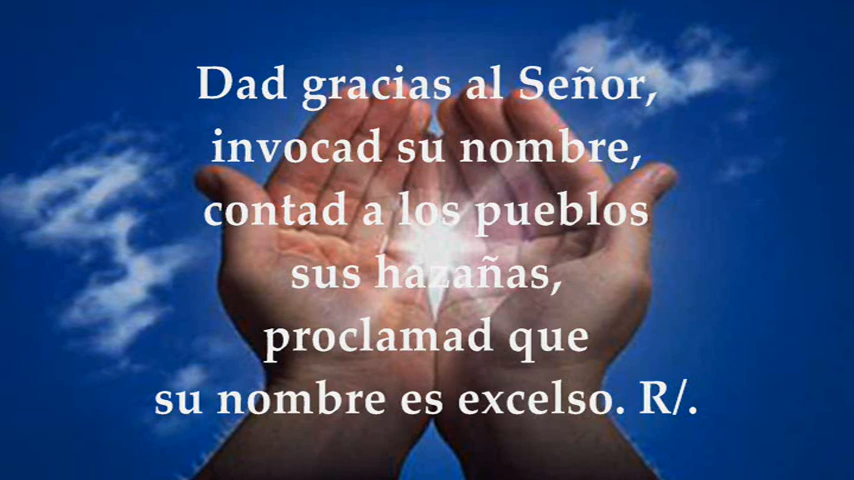 Dad gracias al Señor,
invocad su nombre,
contad a los pueblos
sus hazañas,
proclamad que
su nombre es excelso. R/.